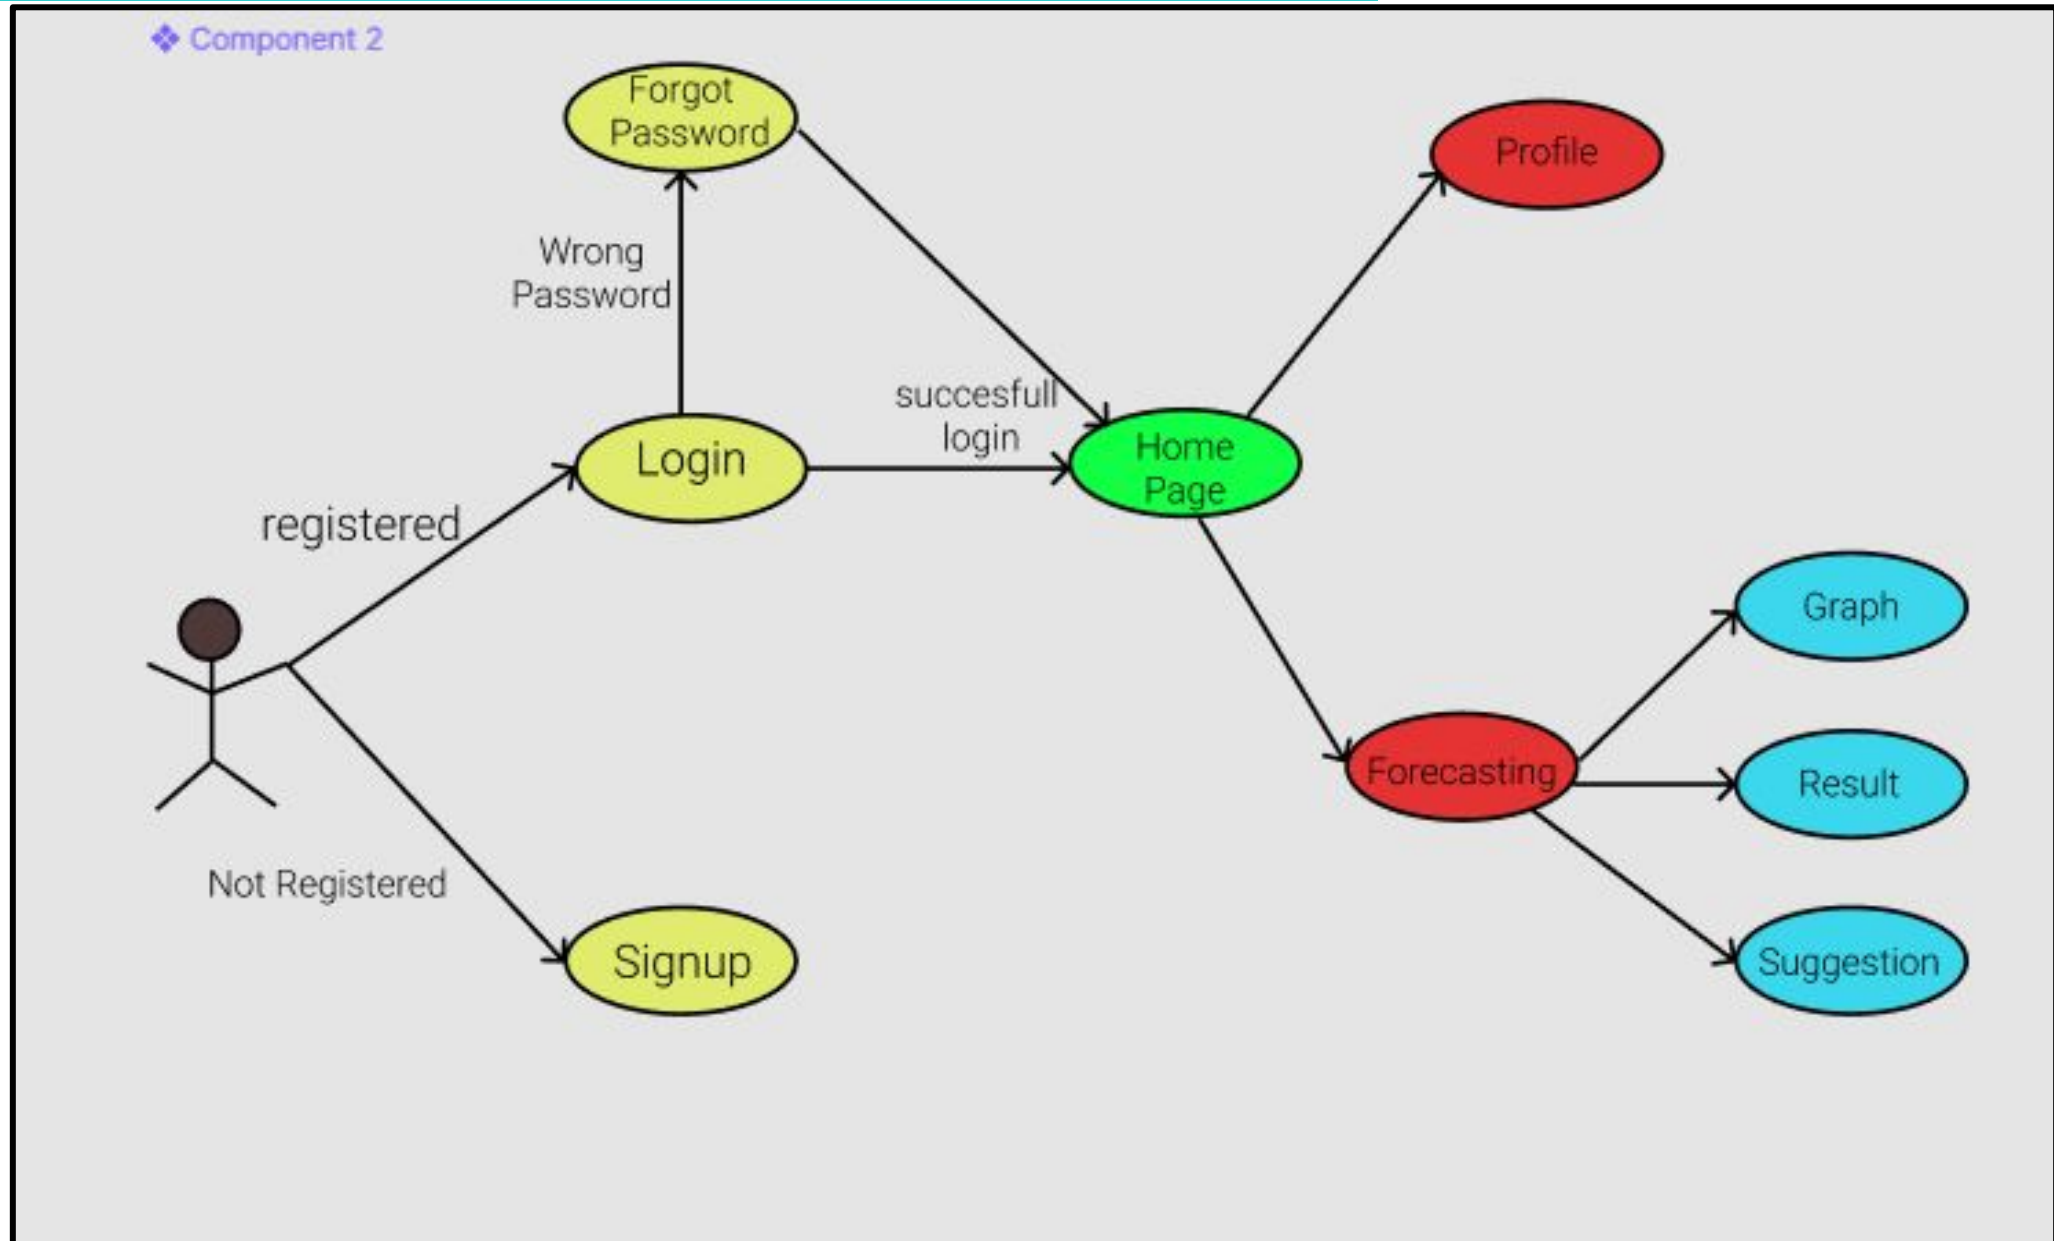 Component 2
Forgot
Password
Profile
Wrong
Password
succesfull
login
Home
Page
Login
registered
Graph
Forecasting
Result
Not Registered
Signup
Suggestion